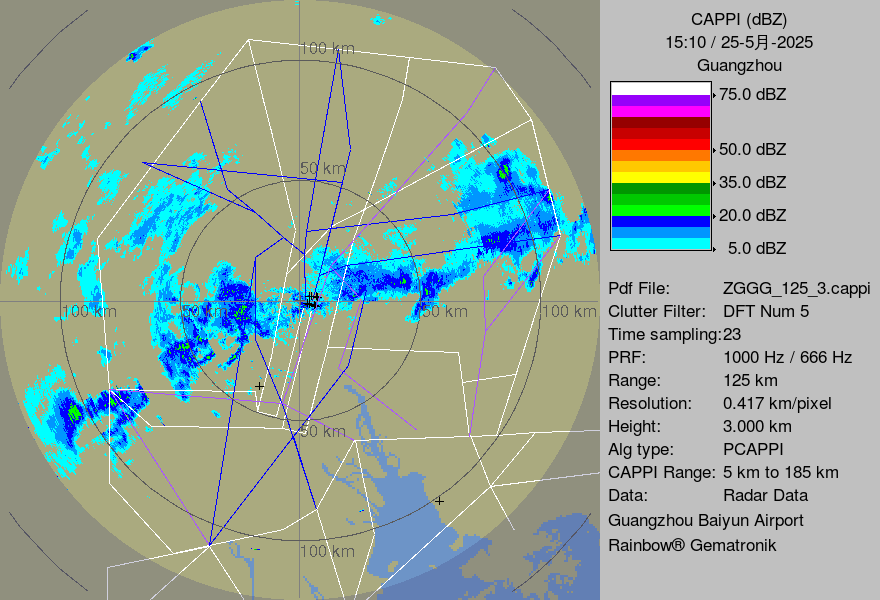 CAPPI (dBZ)
15:10 / 25-5月-2025
Guangzhou
75.0 dBZ
50.0 dBZ
35.0 dBZ
20.0 dBZ
5.0 dBZ
Pdf File: ZGGG_125_3.cappi
Clutter Filter: DFT Num 5
Time sampling:23
PRF: 1000 Hz / 666 Hz
Range: 125 km
Resolution: 0.417 km/pixel
Height: 3.000 km
Alg type: PCAPPI
CAPPI Range: 5 km to 185 km
Data: Radar Data
Guangzhou Baiyun Airport
Rainbow® Gematronik
100 km
50 km
100 km
50 km
50 km
100 km
50 km
100 km